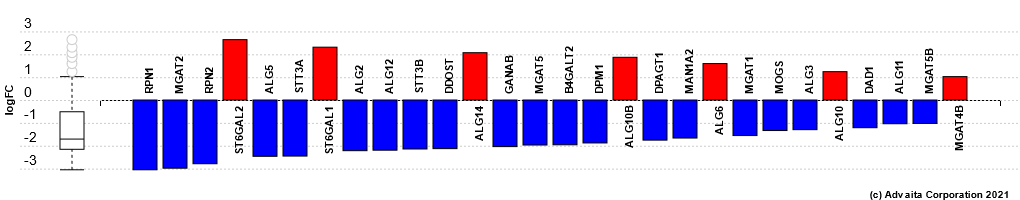 3
2
1
0
-1
-2
-3
logFC
RPN1
MGAT2
RPN2
ST6GAL2
ALG5
STT3A
ST6GAL1
ALG2
ALG12
STT3B
DDOST
ALG14
GANAB
MGAT5
B4GALT2
DPM1
ALG10B
DPAGT1
MAN1A2
ALG6
MGAT1
MOGS
ALG3
ALG10
DAD1
ALG11
MGAT5B
MGAT4B
(c) Advaita Corporation 2021